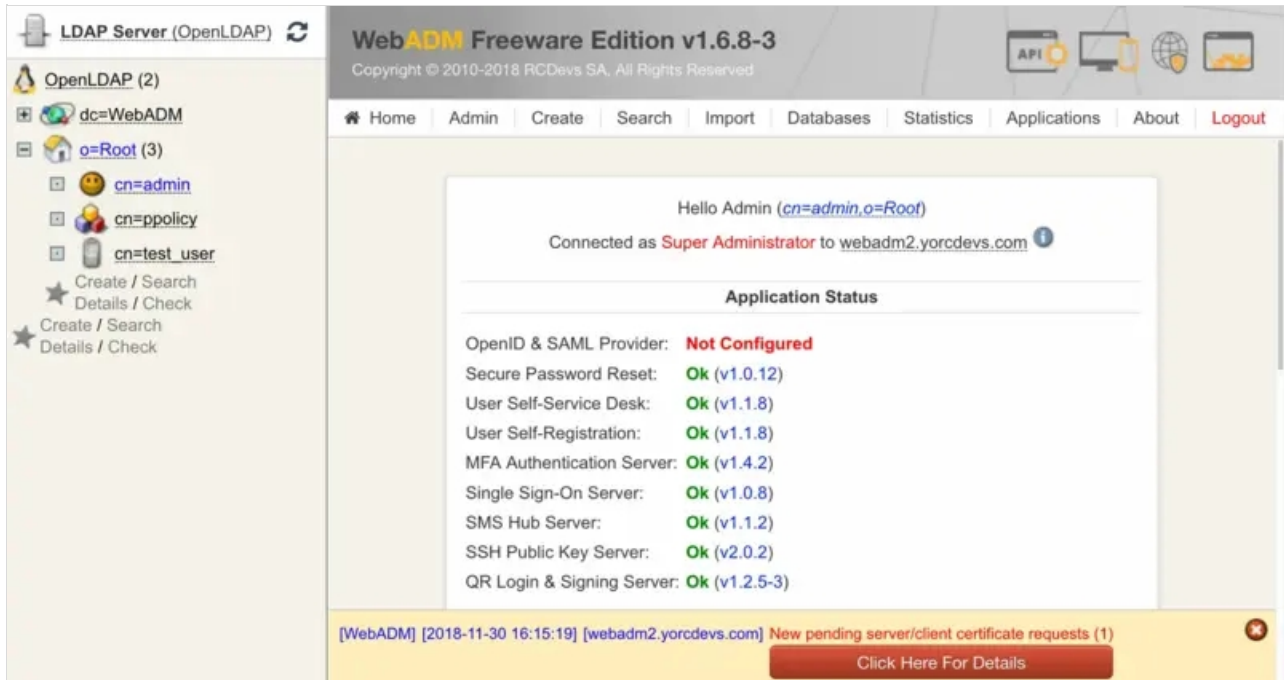 LDAP Server (OpenLDAP)
OpenLDAP (2)
dc=WebADM
o=Root (3)
cn=admin
cn=ppolicy
cn=test_user
Create / Search
Details / Check
Create / Search
Details / Check
WebADM Freeware Edition v1.6.8-3
Copyright © 2010-2018 RCDevs SA, All Rights Reserved
API
Home Admin Create Search Import Databases Statistics Applications About Logout
Hello Admin (cn=admin,o=Root)
Connected as Super Administrator to webadm2.yorcdevs.com
Application Status
OpenID & SAML Provider: Not Configured
Secure Password Reset: Ok (v1.0.12)
User Self-Service Desk: Ok (v1.1.8)
User Self-Registration: Ok (v1.1.8)
MFA Authentication Server: Ok (v1.4.2)
Single Sign-On Server: Ok (v1.0.8)
SMS Hub Server: Ok (v1.1.2)
SSH Public Key Server: Ok (v2.0.2)
QR Login & Signing Server: Ok (v1.2.5-3)
[WebADM] [2018-11-30 16:15:19] [webadm2.yorcdevs.com] New pending server/client certificate requests (1)
Click Here For Details